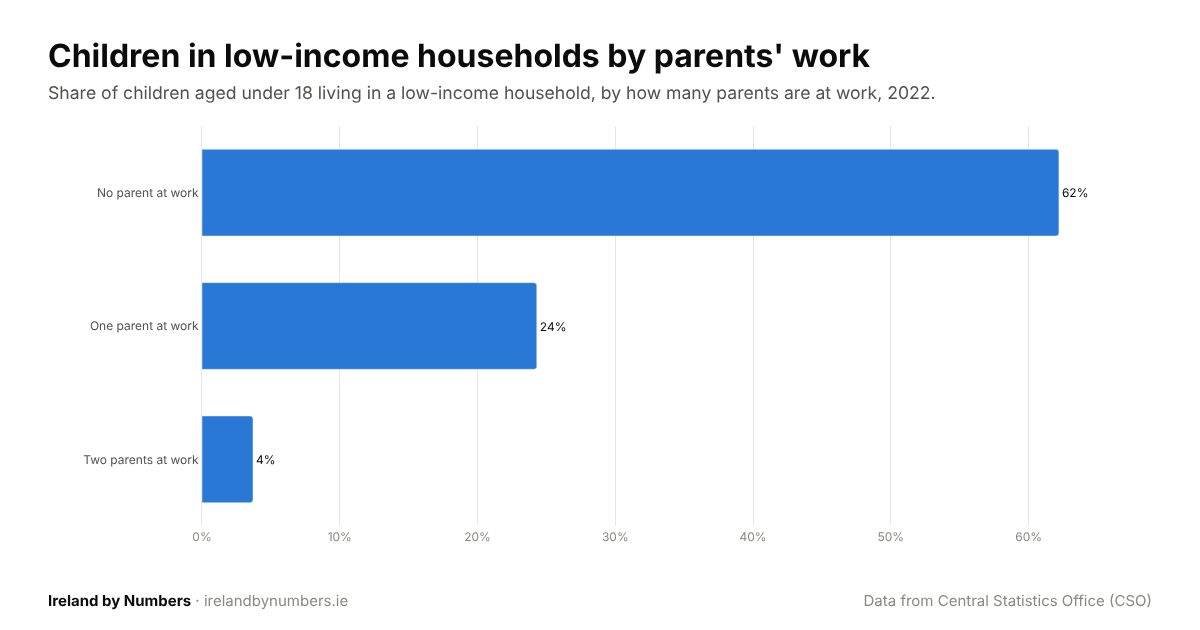 Children in low-income households by parents' work
Share of children aged under 18 living in a low-income household, by how many parents are at work, 2022.
No parent at work
62%
One parent at work
24%
Two parents at work
4%
0%
10%
20%
30%
40%
50%
60%
Ireland by Numbers · irelandbynumbers.ie
Data from Central Statistics Office (CSO)